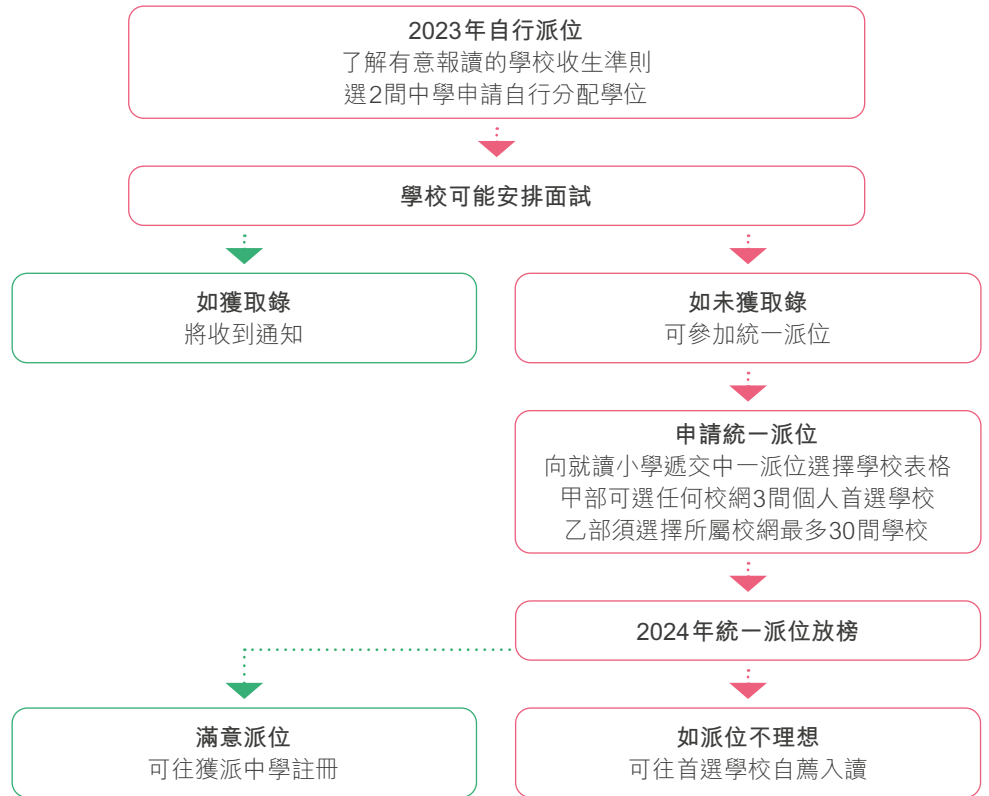 2023年自行派位
了解有意報讀的學校收生準則
選2間中學申請自行分配學位
學校可能安排面試
如獲取錄
將收到通知
如未獲取錄
可參加統一派位
申請統一派位
向就讀小學遞交中一派位選擇學校表格
甲部可選任何校網3間個人首選學校
乙部須選擇所屬校網最多30間學校
2024年統一派位放榜
滿意派位
可往獲派中學註冊
如派位不理想
可往首選學校自薦入讀